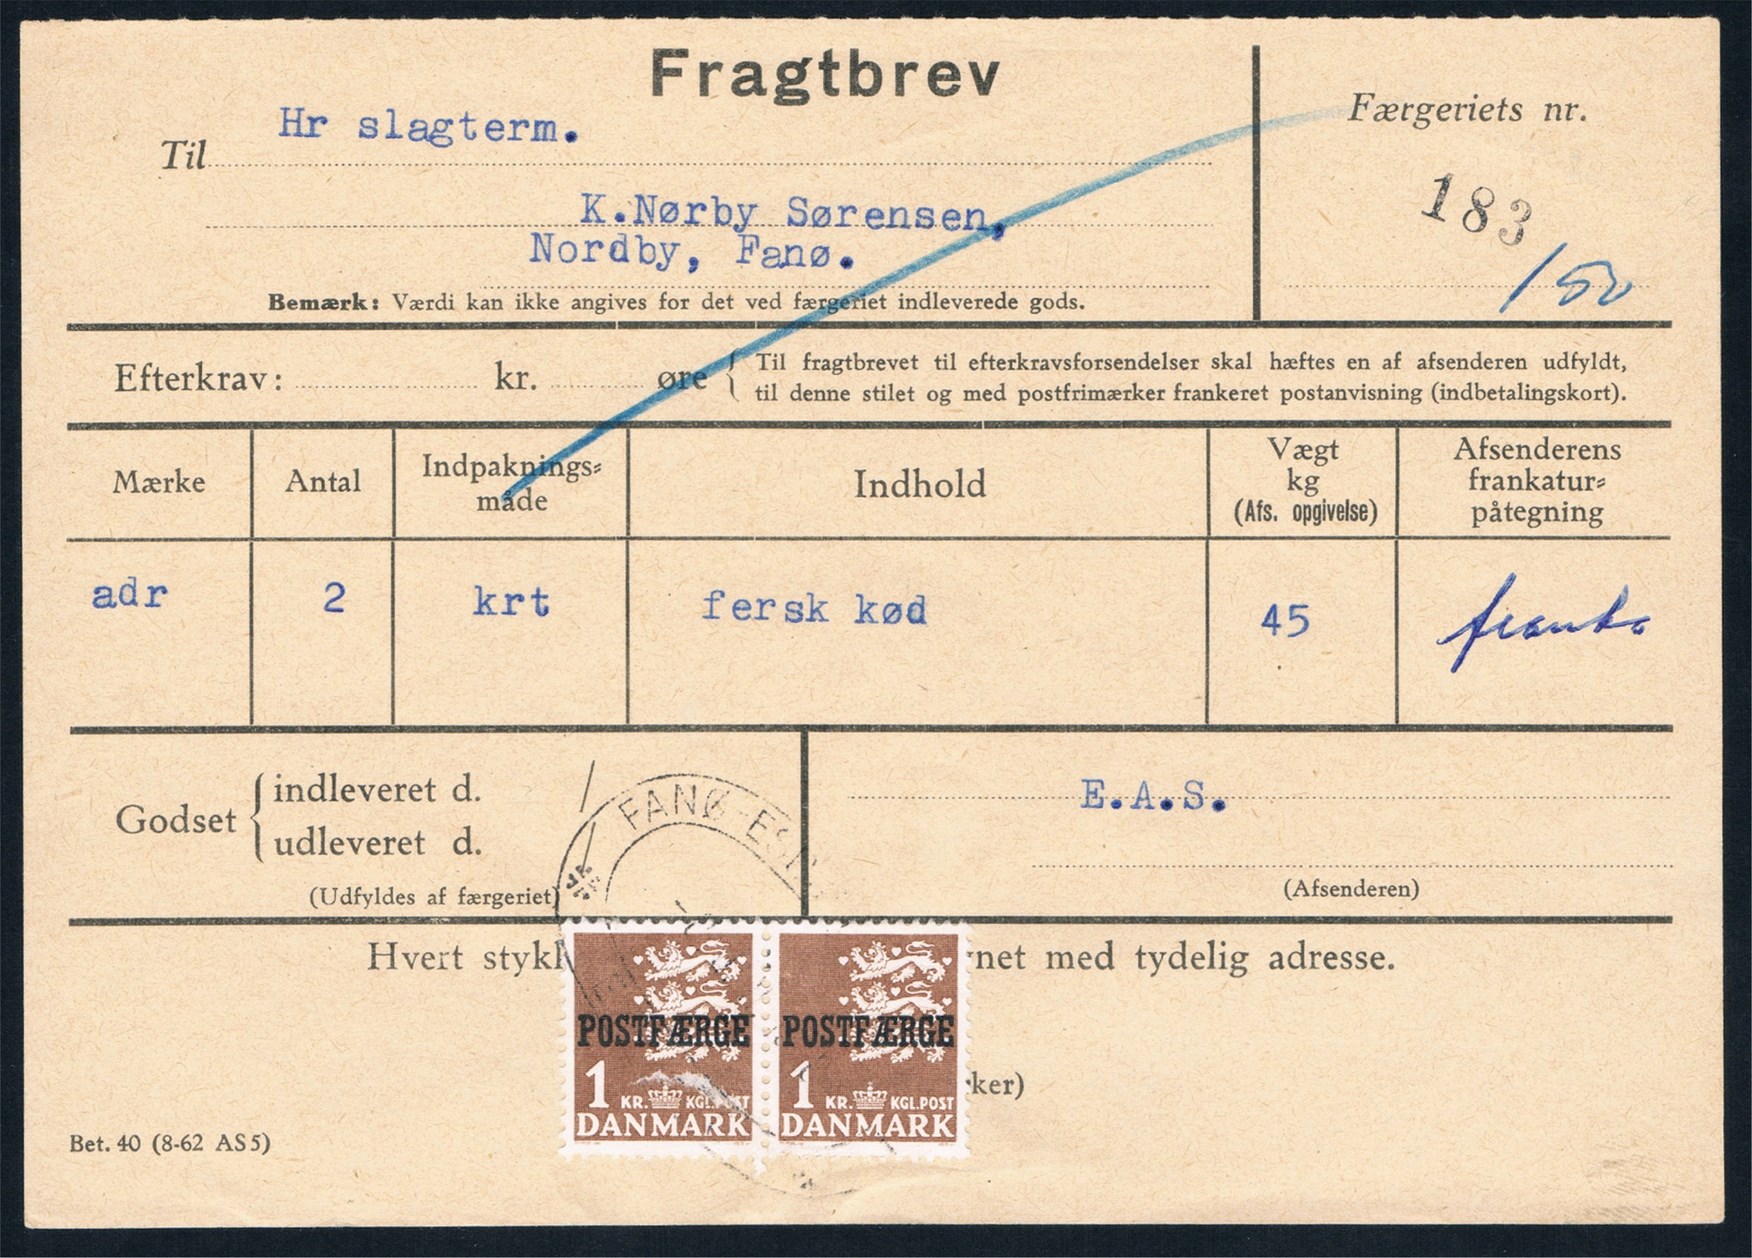 Fragtbrev
Færgeriets nr.
Til Hr slagterm.
183
K.Nørby Sørensen,
Nordby, Fanø.
Bemærk: Værdi kan ikke angives for det ved færgeriet indleverede gods.
Efterkrav: kr. øre { Til fragtbrevet til efterkravsforsendelser skal hæftes en af afsenderen udfyldt,
til denne stilet og med postfrimærker frankeret postanvisning (indbetalingskort).
Mærke Antal Indpaknings-
måde Indhold Vægt
kg
(Afs. opgivelse) Afsenderens
frankatur-
påtegning
adr 2 krt fersk kød 45 franko
Godset { indleveret d. /
udleveret d. /
(Udfyldes af færgeriet)
FANØ-
E.A.S.
(Afsenderen)
Hvert med tydelig adresse.
POSTFÆRGE POSTFÆRGE
1 KR. KGL.POST 1 KR. KGL.POST
DANMARK DANMARK
Bet. 40 (8-62 AS5)